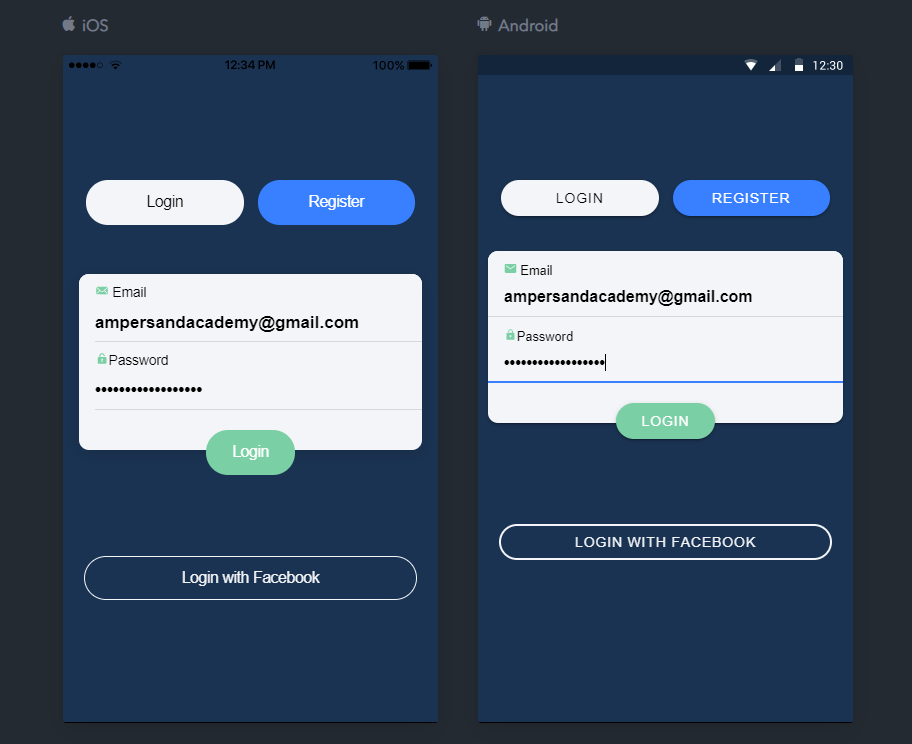 iOS
12:34 PM 100%
Login Register
Email
ampersandacademy@gmail.com
Password
••••••••••••••••••
Login
Login with Facebook
Android
12:30
LOGIN REGISTER
Email
ampersandacademy@gmail.com
Password
••••••••••••••••••
LOGIN
LOGIN WITH FACEBOOK